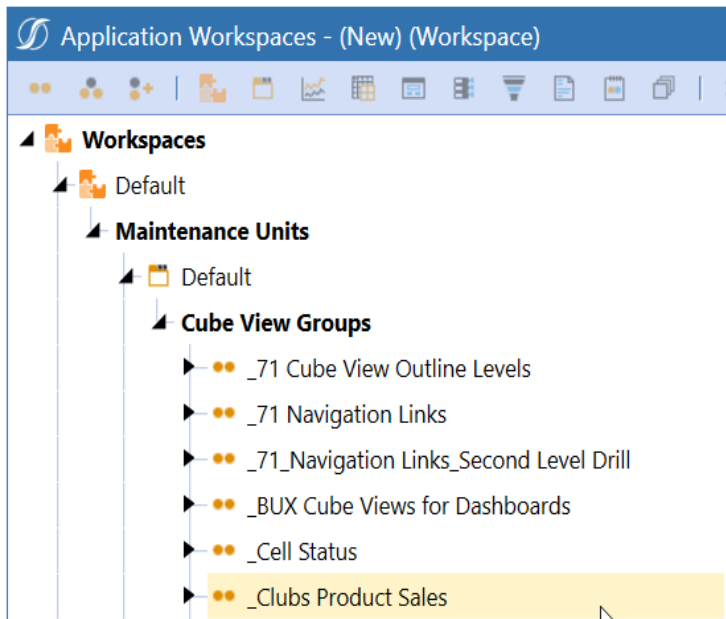 Application Workspaces - (New) (Workspace)
Workspaces
Default
Maintenance Units
Default
Cube View Groups
_71 Cube View Outline Levels
_71 Navigation Links
_71_Navigation Links_Second Level Drill
_BUX Cube Views for Dashboards
_Cell Status
_Clubs Product Sales